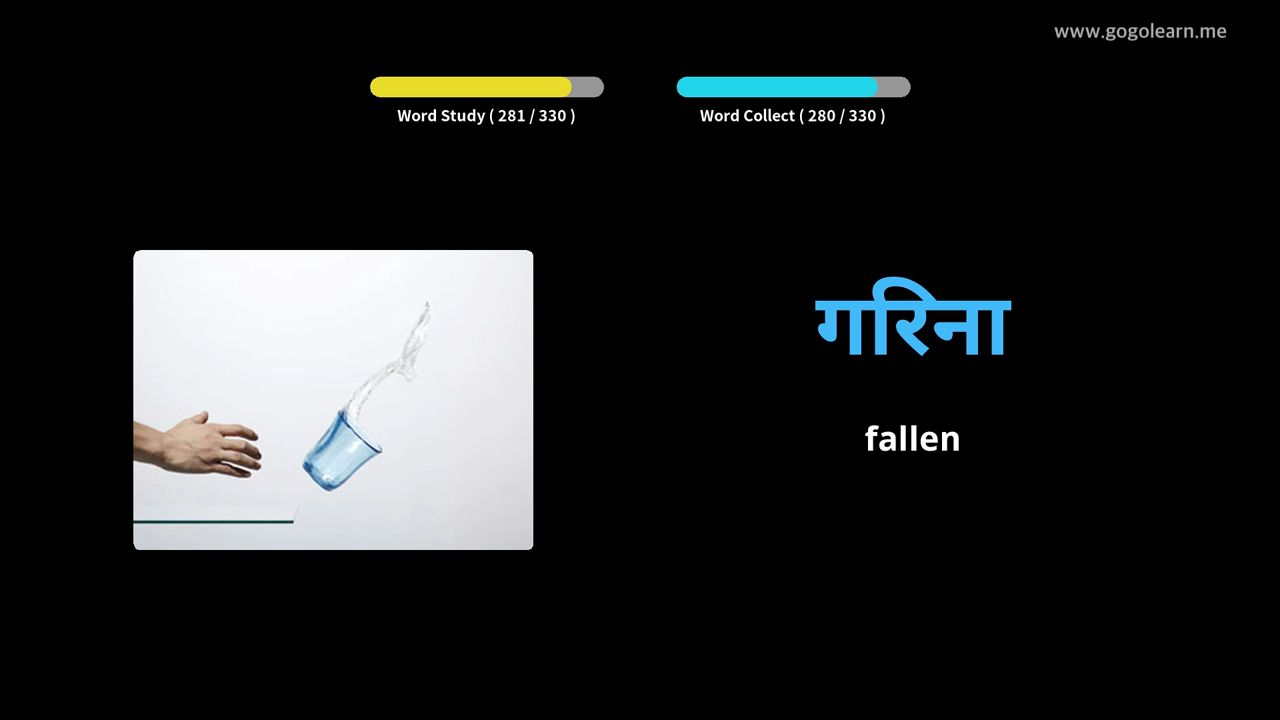 www.gogolearn.me
Word Study ( 281 / 330 )
Word Collect ( 280 / 330 )
गरिना
fallen